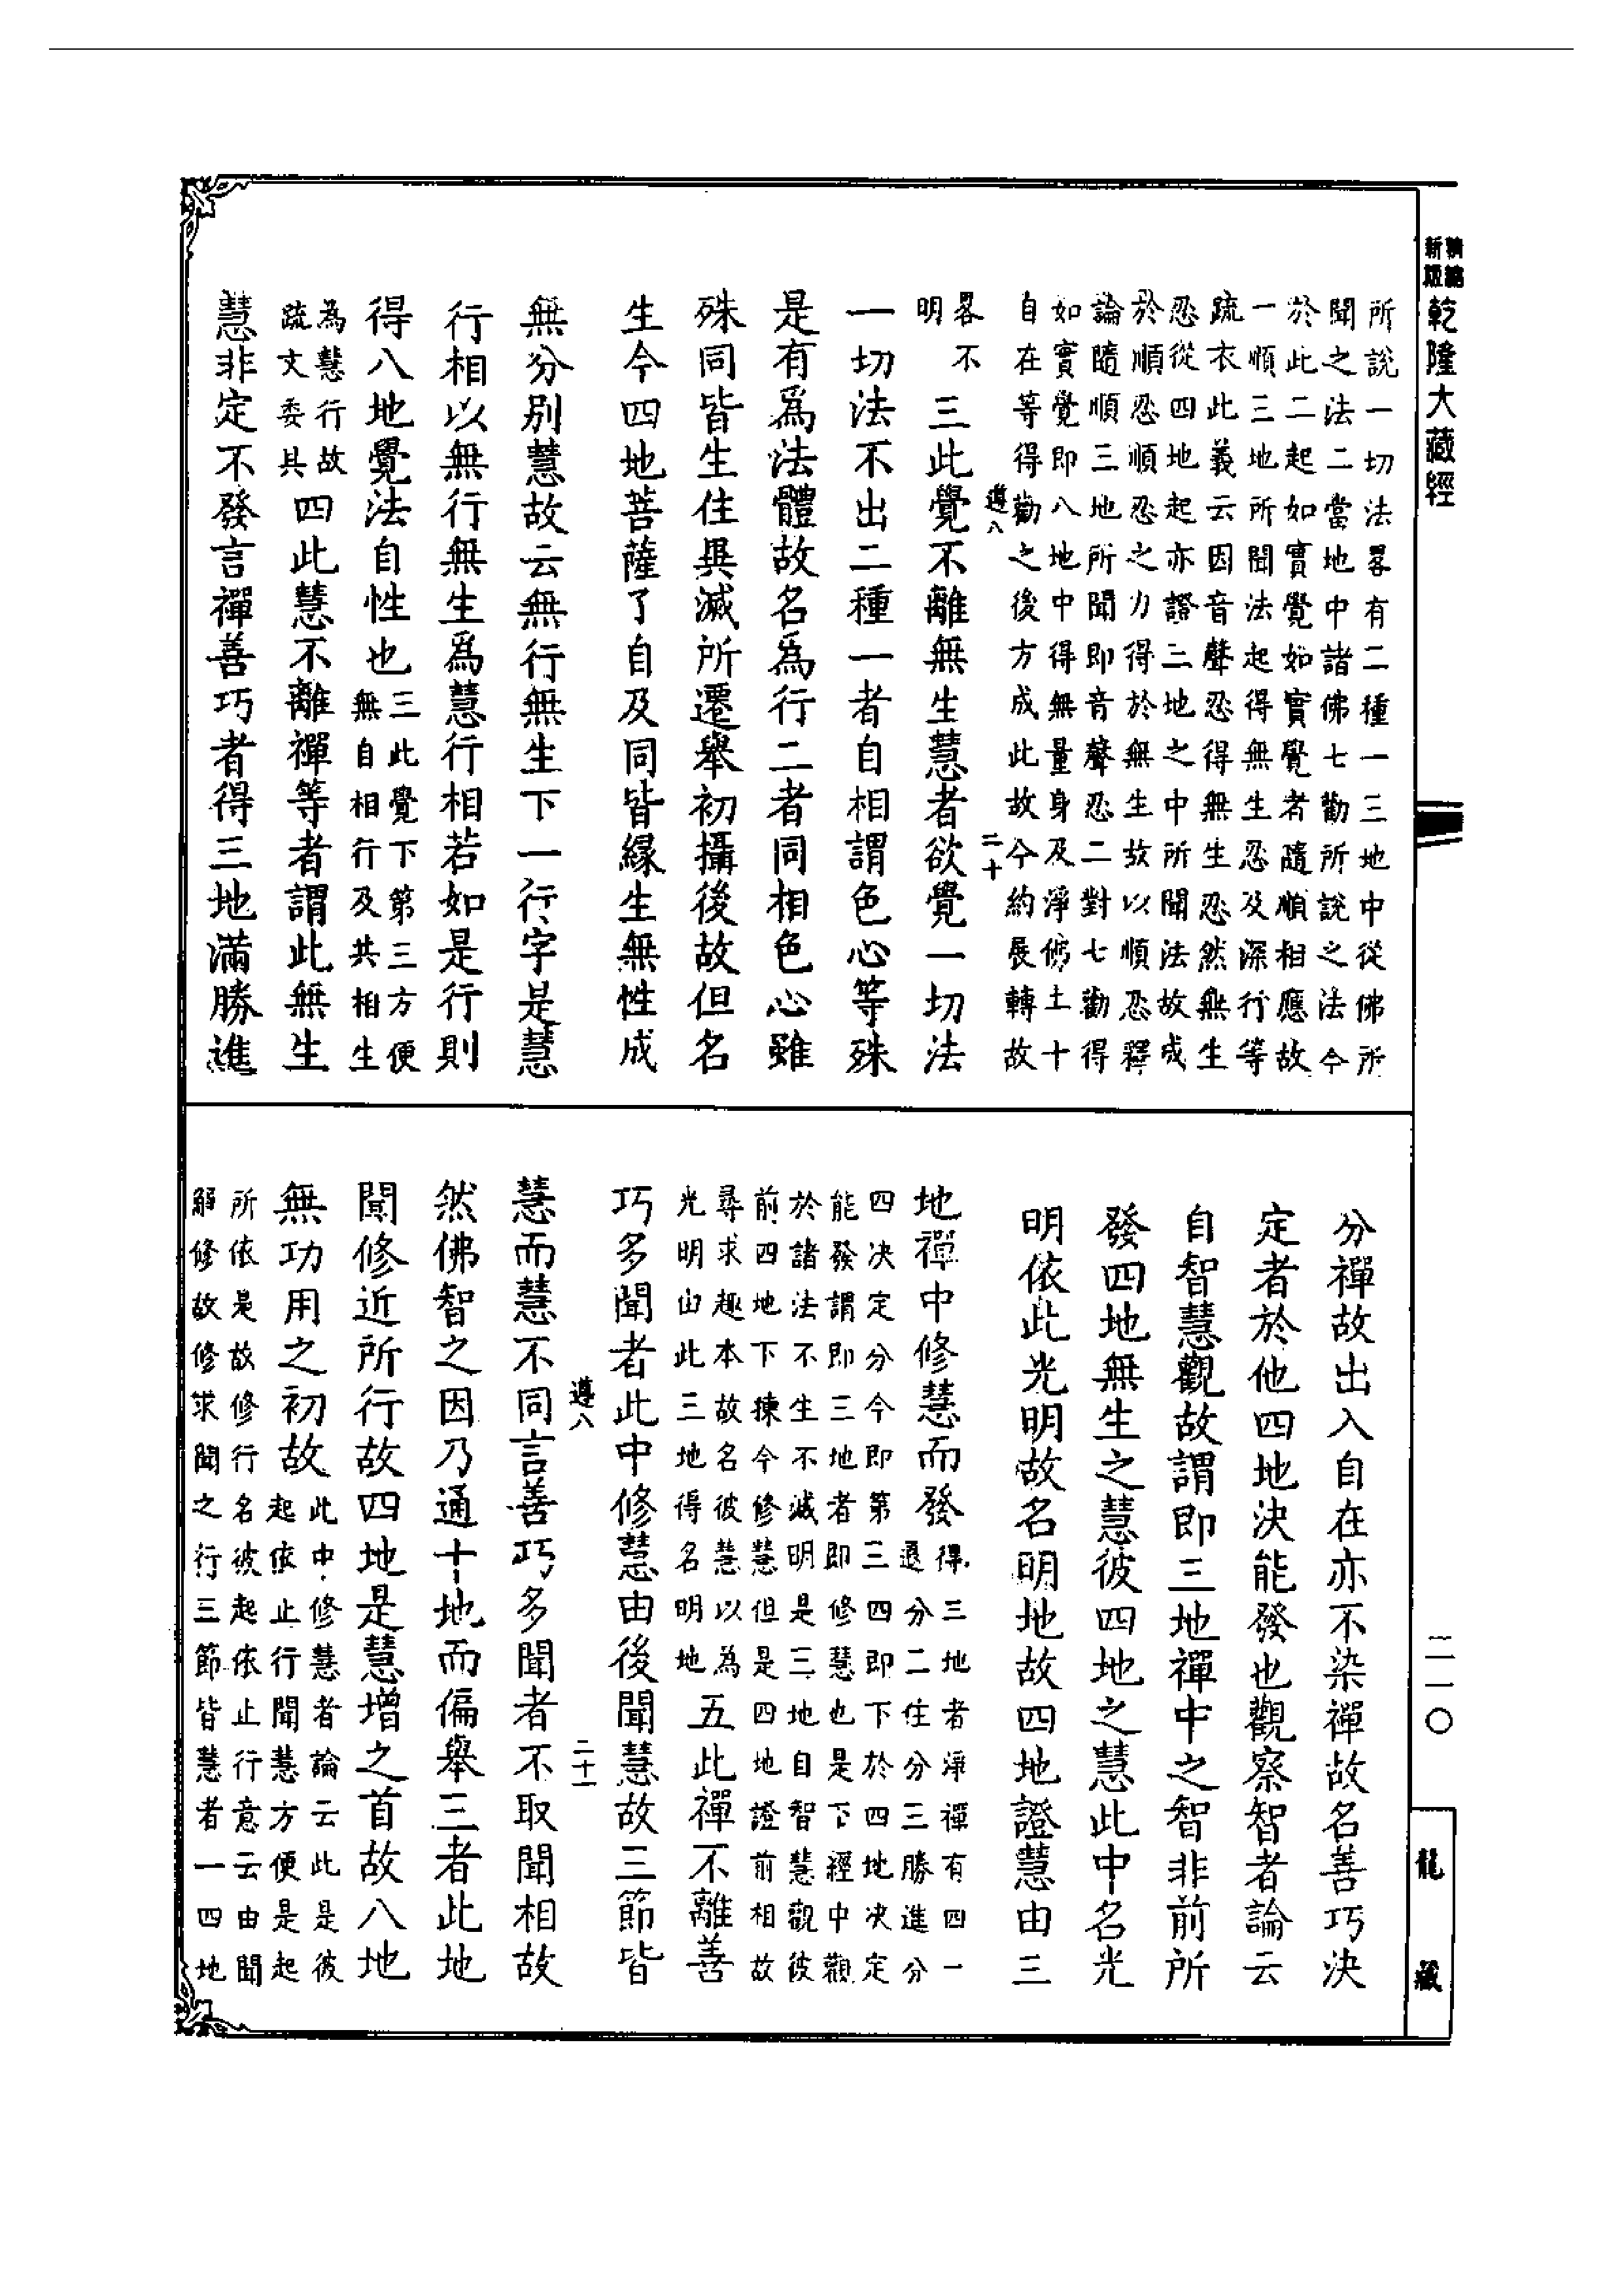 新編縮版 乾隆大藏經
所說一切法畧有二種一三地中從佛所
聞之法二當地中諸佛七勸所說之法今
於此二起如實覺如實覺者隨順相應故
一順三地所聞法起得無生忍及深行等
疏衣此義云因音聲忍得無生忍然無生
忍從四地起亦證三地之中所聞法故成
於順忍順忍之力得於無生故以順忍釋
論隨順三地所聞即音聲忍二對七勸得
如實覺即八地中得無量身及淨佛土十
自在等得勸之後方成此故今約展轉故
畧不
明
三此覺不離無生慧者欲覺一切法
遵八
二十
一切法不出二種一者自相謂色心等殊
是有爲法體故名爲行二者同相色心雖
殊同皆生住異滅所遷舉初攝後故但名
生今四地菩薩了自及同皆緣生無性成
無分別慧故云無行無生下一行字是慧
行相以無行無生爲慧行相若如是行則
得八地覺法自性也
三此覺下第三方便
無自相行及共相生
為慧行故
疏文委具
四此慧不離禪等者謂此無生
慧非定不發言禪善巧者得三地滿勝進
分禪故出入自在亦不染禪故名善巧決
定者於他四地決能發也觀察智者論云
自智慧觀故謂即三地禪中之智非前所
發四地無生之慧彼四地之慧此中名光
明依此光明故名明地故四地證慧由三
地禪中修慧而發
得三地者淨禪有四一
退分二住分三勝進分
四决定分今即第三四即下於四地决定
能發謂即三地者即修慧也是下經中觀
於諸法不生不滅明是三地自智慧觀彼
前四地下揀今修慧但是四地證前相故
尋求趣本故名彼慧以為
光明由此三地得名明地
五此禪不離善
巧多聞者此中修慧由後聞慧故三節皆
遵八
二十一
慧而慧不同言善巧多聞者不取聞相故
然佛智之因乃通十地而偏舉三者此地
聞修近所行故四地是慧增之首故八地
無功用之初故
此中修慧者論云此是彼
起依止行聞慧方便是起
所依是故修行名彼起依止行意云由聞
解修故修求聞之行三節皆慧者一四地
二一〇
龍藏